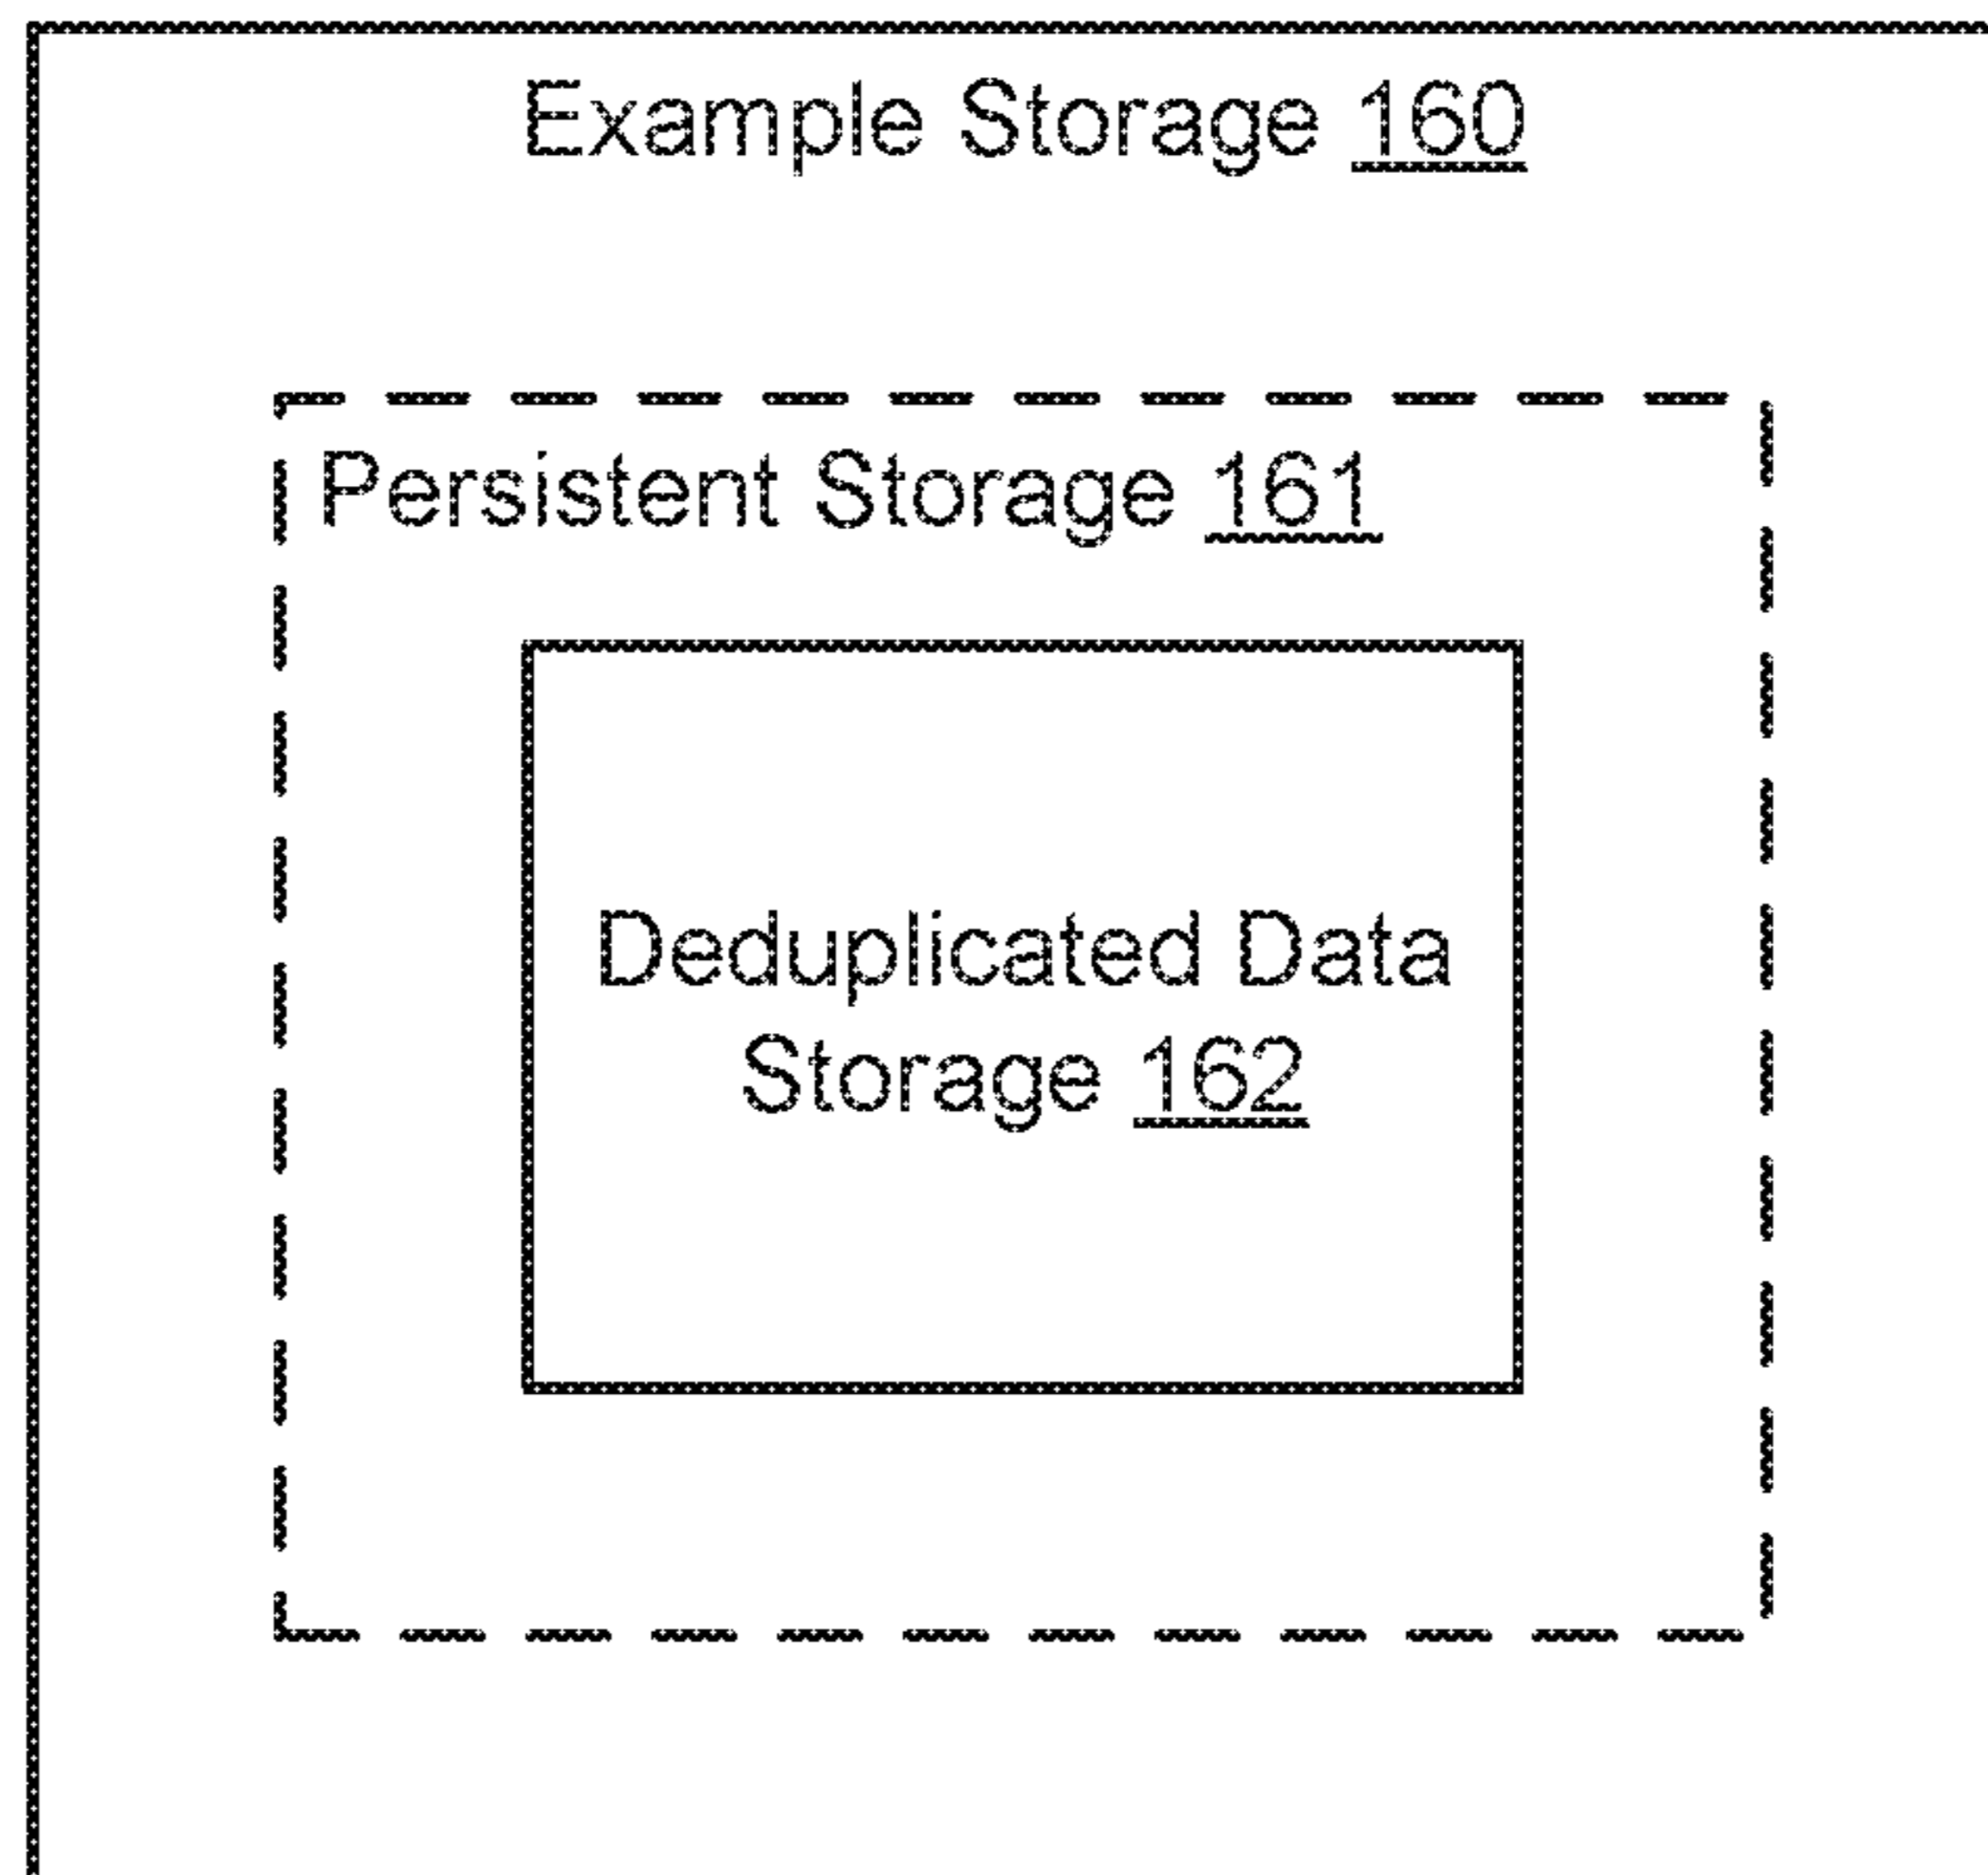 Example Storage 160
Persistent Storage 161
Deduplicated Data
Storage 162